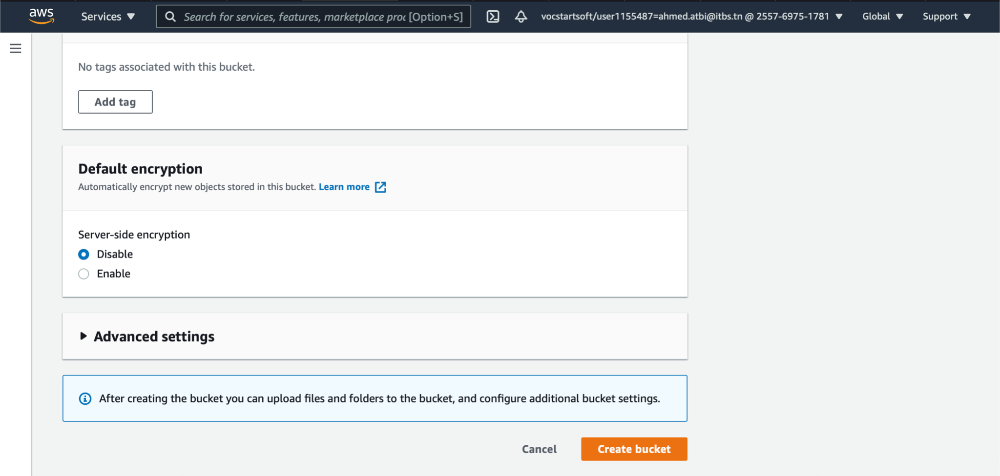 aws
Services
Search for services, features, marketplace proc [Option+S]
vocstartsoft/user1155487=ahmed.atbi@itbs.tn @ 2557-6975-1781
Global
Support
No tags associated with this bucket.
Add tag
Default encryption
Automatically encrypt new objects stored in this bucket. Learn more
Server-side encryption
Disable
Enable
Advanced settings
After creating the bucket you can upload files and folders to the bucket, and configure additional bucket settings.
Cancel
Create bucket